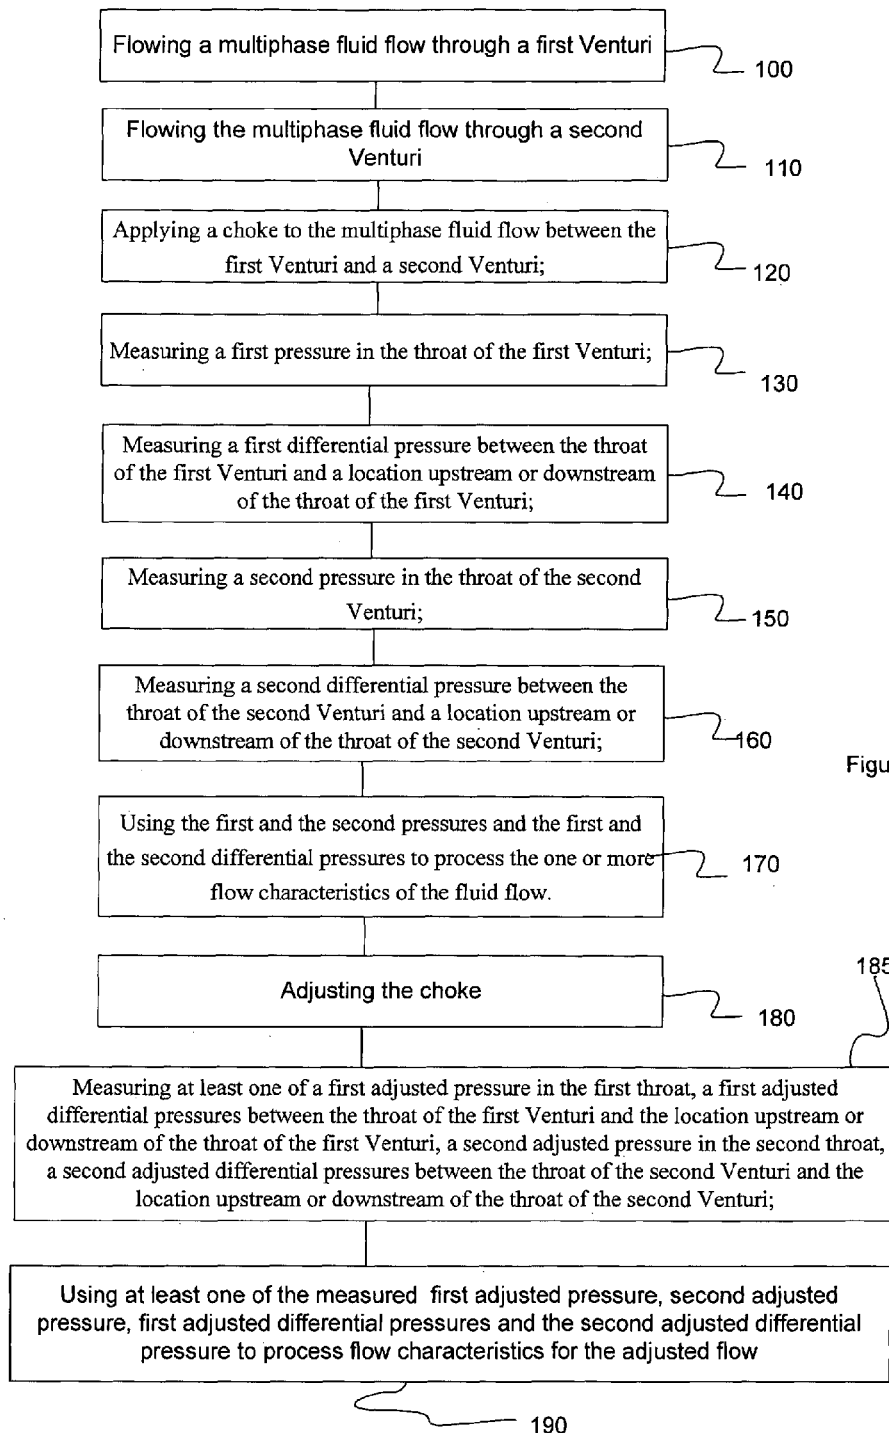 Flowing a multiphase fluid flow through a first Venturi
100
Flowing the multiphase fluid flow through a second
Venturi
110
Applying a choke to the multiphase fluid flow between the
first Venturi and a second Venturi;
120
Measuring a first pressure in the throat of the first Venturi;
130
Measuring a first differential pressure between the throat
of the first Venturi and a location upstream or downstream
of the throat of the first Venturi;
140
Measuring a second pressure in the throat of the second
Venturi;
150
Measuring a second differential pressure between the
throat of the second Venturi and a location upstream or
downstream of the throat of the second Venturi;
160
Figu
Using the first and the second pressures and the first and
the second differential pressures to process the one or more
flow characteristics of the fluid flow.
170
Adjusting the choke
180
185
Measuring at least one of a first adjusted pressure in the first throat, a first adjusted
differential pressures between the throat of the first Venturi and the location upstream or
downstream of the throat of the first Venturi, a second adjusted pressure in the second throat,
a second adjusted differential pressures between the throat of the second Venturi and the
location upstream or downstream of the throat of the second Venturi;
Using at least one of the measured first adjusted pressure, second adjusted
pressure, first adjusted differential pressures and the second adjusted differential
pressure to process flow characteristics for the adjusted flow
190